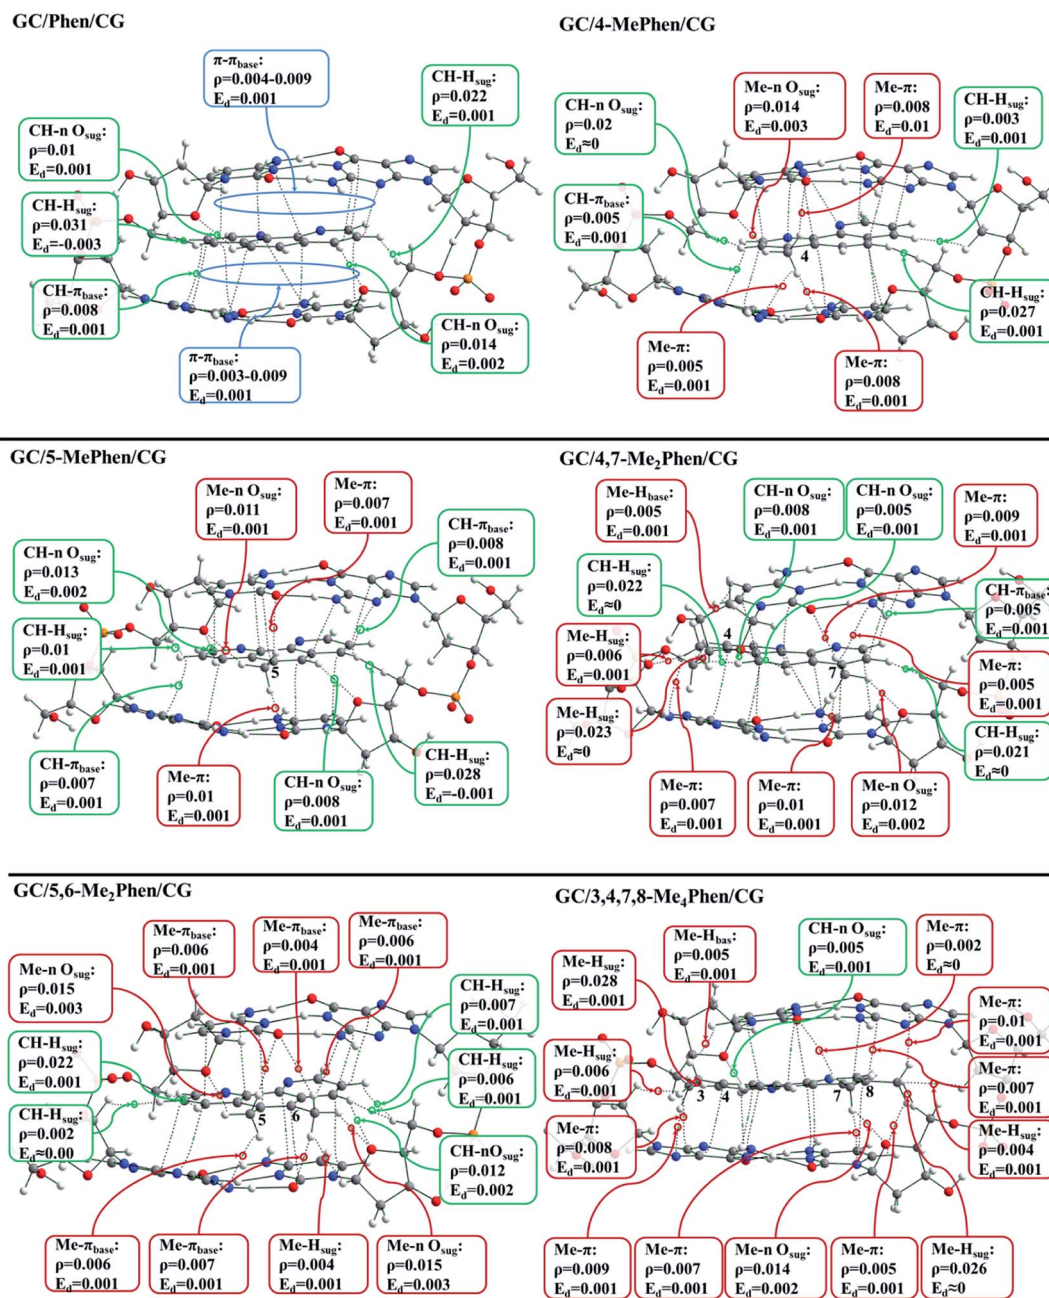 GC/Phen/CG
π-πbase:
ρ=0.004-0.009
Ed=0.001
CH-Hsug:
ρ=0.022
Ed=0.001
CH-n Osug:
ρ=0.01
Ed=0.001
CH-Hsug:
ρ=0.031
Ed=-0.003
CH-πbase:
ρ=0.008
Ed=0.001
π-πbase:
ρ=0.003-0.009
Ed=0.001
CH-n Osug:
ρ=0.014
Ed=0.002
GC/4-MePhen/CG
CH-n Osug:
ρ=0.02
Ed≈0
Me-n Osug:
ρ=0.014
Ed=0.003
Me-π:
ρ=0.008
Ed=0.01
CH-Hsug:
ρ=0.003
Ed=0.001
CH-πbase:
ρ=0.005
Ed=0.001
4
CH-Hsug:
ρ=0.027
Ed=0.001
Me-π:
ρ=0.005
Ed=0.001
Me-π:
ρ=0.008
Ed=0.001
GC/5-MePhen/CG
Me-n Osug:
ρ=0.011
Ed=0.001
Me-π:
ρ=0.007
Ed=0.001
CH-πbase:
ρ=0.008
Ed=0.001
CH-n Osug:
ρ=0.013
Ed=0.002
CH-Hsug:
ρ=0.01
Ed=0.001
5
CH-πbase:
ρ=0.007
Ed=0.001
Me-π:
ρ=0.01
Ed=0.001
CH-n Osug:
ρ=0.008
Ed=0.001
CH-Hsug:
ρ=0.028
Ed=-0.001
GC/4,7-Me2Phen/CG
Me-Hbase:
ρ=0.005
Ed=0.001
CH-n Osug:
ρ=0.008
Ed=0.001
CH-n Osug:
ρ=0.005
Ed=0.001
Me-π:
ρ=0.009
Ed=0.001
CH-Hsug:
ρ=0.022
Ed≈0
CH-πbase:
ρ=0.005
Ed=0.001
4
Me-Hsug:
ρ=0.006
Ed=0.001
7
Me-π:
ρ=0.005
Ed=0.001
Me-Hsug:
ρ=0.023
Ed≈0
CH-Hsug:
ρ=0.021
Ed≈0
Me-π:
ρ=0.007
Ed=0.001
Me-π:
ρ=0.01
Ed=0.001
Me-n Osug:
ρ=0.012
Ed=0.002
GC/5,6-Me2Phen/CG
Me-πbase:
ρ=0.006
Ed=0.001
Me-πbase:
ρ=0.004
Ed=0.001
Me-πbase:
ρ=0.006
Ed=0.001
Me-n Osug:
ρ=0.015
Ed=0.003
CH-Hsug:
ρ=0.007
Ed=0.001
CH-Hsug:
ρ=0.022
Ed=0.001
CH-Hsug:
ρ=0.006
Ed=0.001
5 6
CH-Hsug:
ρ=0.002
Ed≈0.00
CH-nOsug:
ρ=0.012
Ed=0.002
Me-πbase:
ρ=0.006
Ed=0.001
Me-πbase:
ρ=0.007
Ed=0.001
Me-Hsug:
ρ=0.004
Ed=0.001
Me-n Osug:
ρ=0.015
Ed=0.003
GC/3,4,7,8-Me4Phen/CG
Me-Hsug:
ρ=0.028
Ed=0.001
Me-Hbas:
ρ=0.005
Ed=0.001
CH-n Osug:
ρ=0.005
Ed=0.001
Me-π:
ρ=0.002
Ed≈0
Me-π:
ρ=0.01
Ed=0.001
Me-Hsug:
ρ=0.006
Ed=0.001
Me-π:
ρ=0.007
Ed=0.001
3 4 7 8
Me-π:
ρ=0.008
Ed=0.001
Me-Hsug:
ρ=0.004
Ed=0.001
Me-π:
ρ=0.009
Ed=0.001
Me-π:
ρ=0.007
Ed=0.001
Me-n Osug:
ρ=0.014
Ed=0.002
Me-π:
ρ=0.005
Ed=0.001
Me-Hsug:
ρ=0.026
Ed≈0